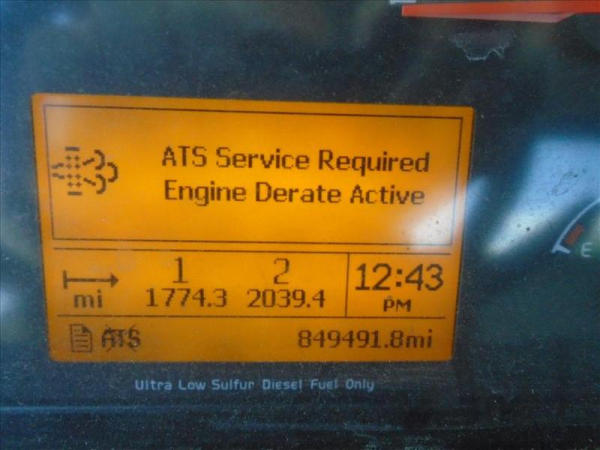 ATS Service Required
Engine Derate Active
1 2
mi 1774.3 2039.4
12:43
PM
ATS 849491.8mi
Ultra Low Sulfur Diesel Fuel Only
E